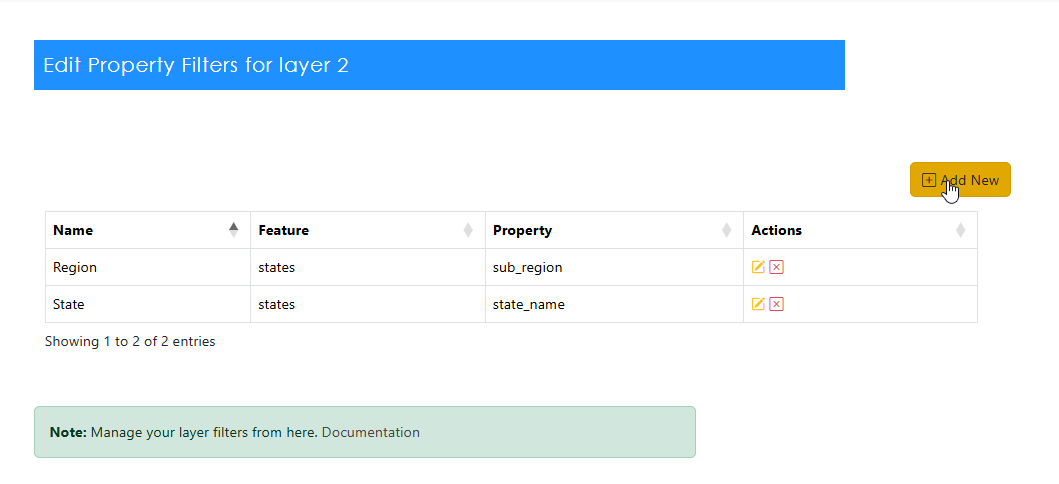 Edit Property Filters for layer 2
Add New
Name Feature Property Actions
Region states sub_region
State states state_name
Showing 1 to 2 of 2 entries
Note: Manage your layer filters from here. Documentation